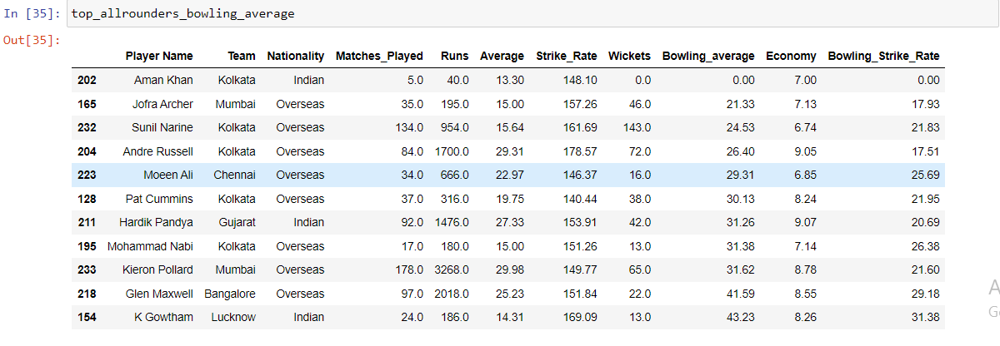 In [35]: top_allrounders_bowling_average
Out[35]:
Player Name Team Nationality Matches_Played Runs Average Strike_Rate Wickets Bowling_average Economy Bowling_Strike_Rate
202 Aman Khan Kolkata Indian 5.0 40.0 13.30 148.10 0.0 0.00 7.00 0.00
165 Jofra Archer Mumbai Overseas 35.0 195.0 15.00 157.26 46.0 21.33 7.13 17.93
232 Sunil Narine Kolkata Overseas 134.0 954.0 15.64 161.69 143.0 24.53 6.74 21.83
204 Andre Russell Kolkata Overseas 84.0 1700.0 29.31 178.57 72.0 26.40 9.05 17.51
223 Moeen Ali Chennai Overseas 34.0 666.0 22.97 146.37 16.0 29.31 6.85 25.69
128 Pat Cummins Kolkata Overseas 37.0 316.0 19.75 140.44 38.0 30.13 8.24 21.95
211 Hardik Pandya Gujarat Indian 92.0 1476.0 27.33 153.91 42.0 31.26 9.07 20.69
195 Mohammad Nabi Kolkata Overseas 17.0 180.0 15.00 151.26 13.0 31.38 7.14 26.38
233 Kieron Pollard Mumbai Overseas 178.0 3268.0 29.98 149.77 65.0 31.62 8.78 21.60
218 Glen Maxwell Bangalore Overseas 97.0 2018.0 25.23 151.84 22.0 41.59 8.55 29.18
154 K Gowtham Lucknow Indian 24.0 186.0 14.31 169.09 13.0 43.23 8.26 31.38